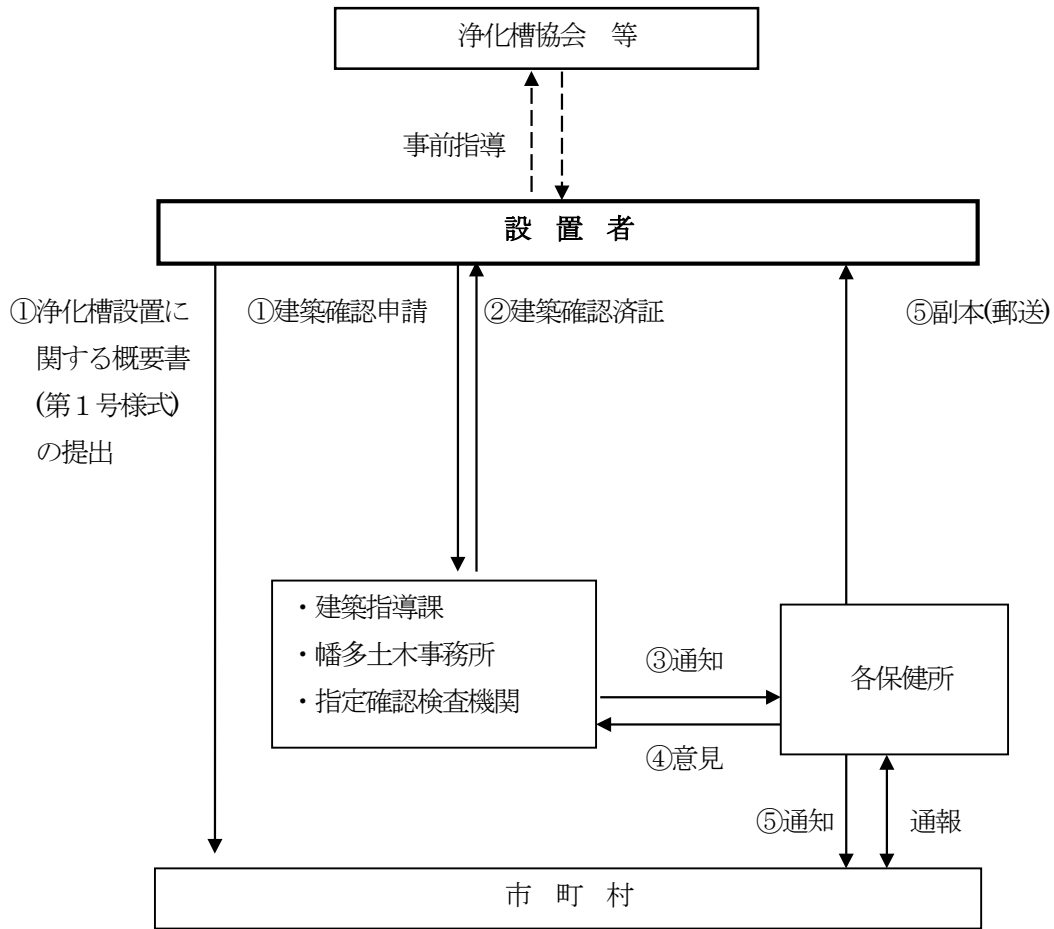 浄化槽協会　等
事前指導
設　置　者
①浄化槽設置に
関する概要書
(第１号様式)
の提出
①建築確認申請
②建築確認済証
⑤副本(郵送)
・建築指導課
・幡多土木事務所
・指定確認検査機関
③通知
④意見
各保健所
⑤通知
通報
市　町　村